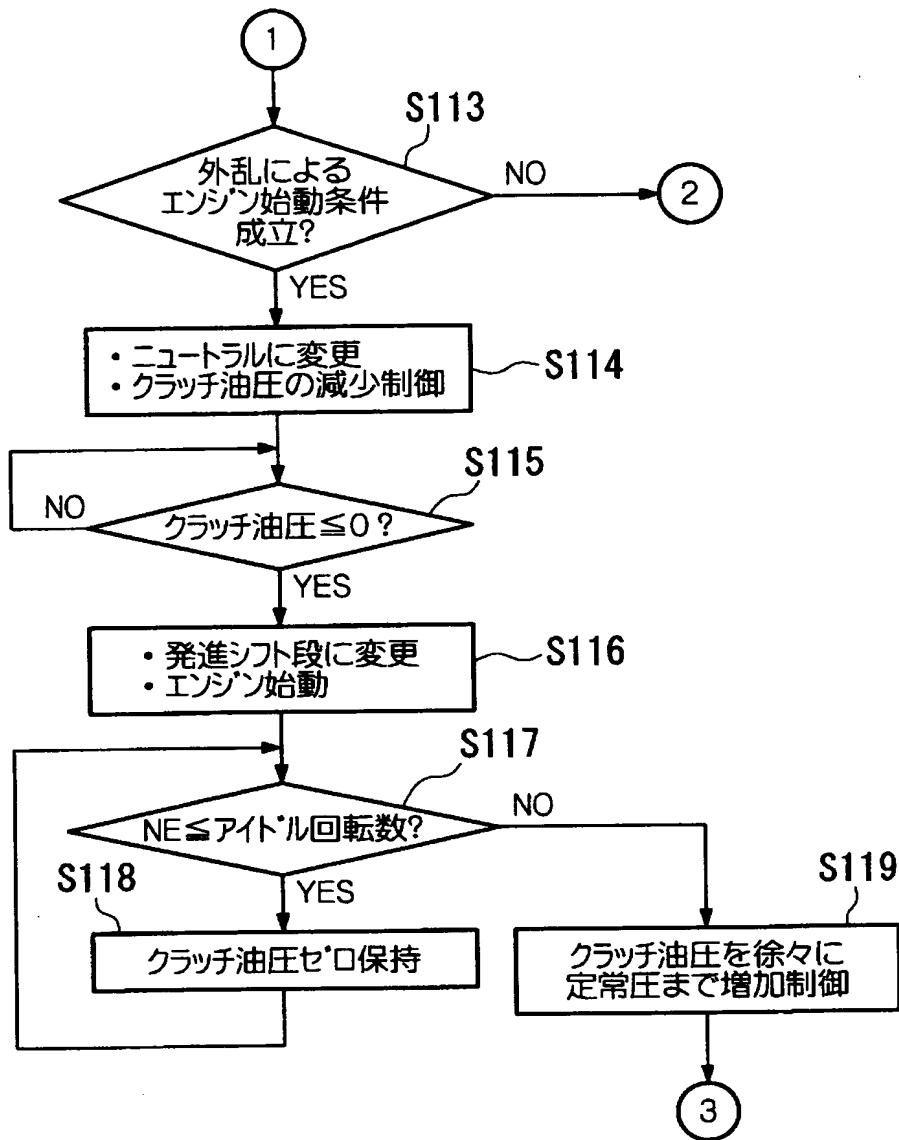 1
S113
外乱による
エンジン始動条件
成立?
NO
2
YES
・ニュートラルに変更
・クラッチ油圧の減少制御
S114
S115
NO
クラッチ油圧≦0?
YES
・発進シフト段に変更
・エンジン始動
S116
S117
NE≦アイドル回転数?
NO
S118
YES
S119
クラッチ油圧ゼロ保持
クラッチ油圧を徐々に
定常圧まで増加制御
3